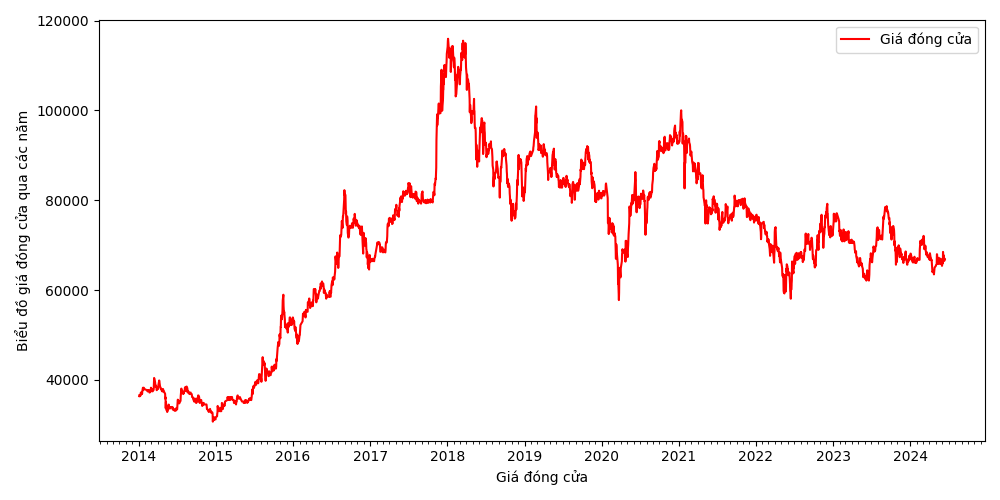 Giá đóng cửa
Biểu đồ giá đóng cửa qua các năm
120000
100000
80000
60000
40000
2014 2015 2016 2017 2018 2019 2020 2021 2022 2023 2024
Giá đóng cửa